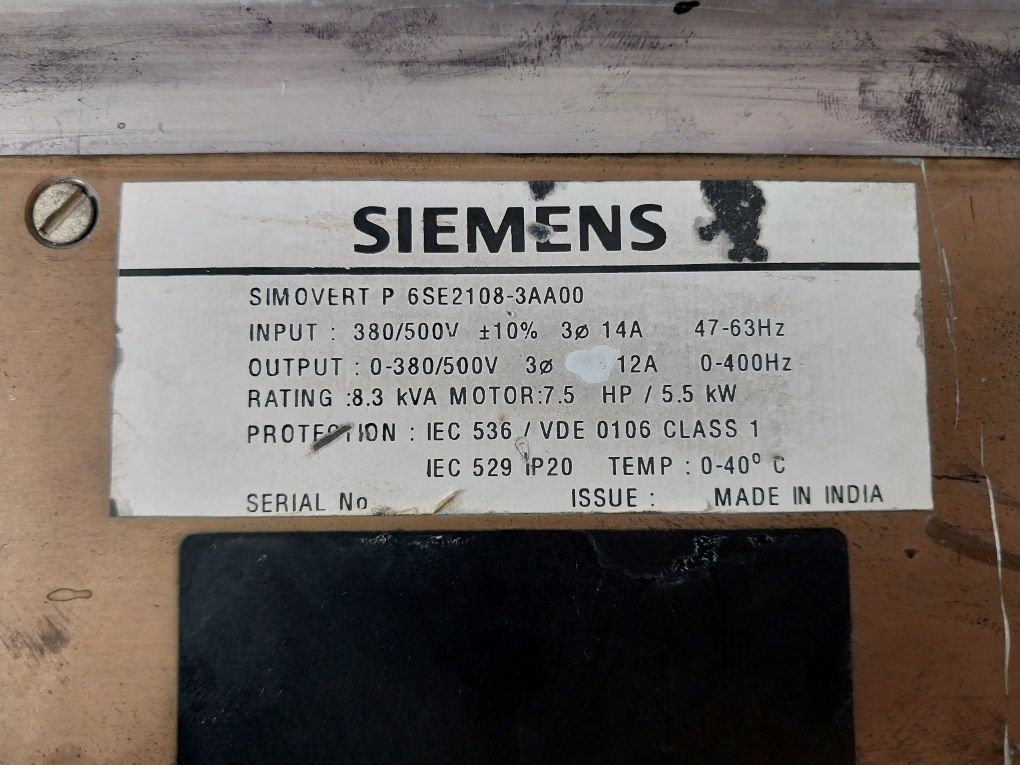 SIEMENS
SIMOVERT P 6SE2108-3AA00
INPUT : 380/500V ±10% 3ø 14A 47-63Hz
OUTPUT : 0-380/500V 3ø 12A 0-400Hz
RATING :8.3 kVA MOTOR:7.5 HP / 5.5 kW
PROTECTION : IEC 536 / VDE 0106 CLASS 1
IEC 529 IP20 TEMP : 0-40° C
SERIAL No ISSUE : MADE IN INDIA